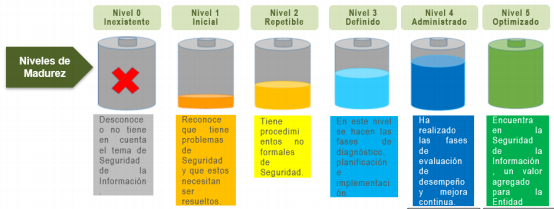 Nivel 0
Inexistente
Nivel 1
Inicial
Nivel 2
Repetible
Nivel 3
Definido
Nivel 4
Administrado
Nivel 5
Optimizado
Niveles de
Madurez
Desconoce
o no tiene
en cuenta
el tema de
Seguridad
de la
Información
.
Reconoce
que tiene
problemas
de
Seguridad
y que estos
necesitan
ser
resueltos.
Tiene
procedimi
entos no
formales
de
Seguridad.
En este nivel
se hacen las
fases de
diagnóstico,
planificación
e
implementac
ión.
Ha
realizado
las fases
de
evaluación
de
desempeño
y mejora
continua.
Encuentra
en la
Seguridad
de la
Información
, un valor
agregado
para la
Entidad